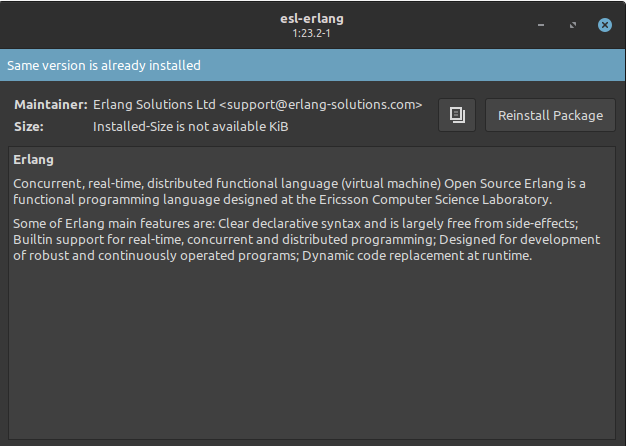 esl-erlang
1:23.2-1
Same version is already installed
Maintainer: Erlang Solutions Ltd <support@erlang-solutions.com>
Size: Installed-Size is not available KiB
Reinstall Package
Erlang
Concurrent, real-time, distributed functional language (virtual machine) Open Source Erlang is a
functional programming language designed at the Ericsson Computer Science Laboratory.
Some of Erlang main features are: Clear declarative syntax and is largely free from side-effects;
Builtin support for real-time, concurrent and distributed programming; Designed for development
of robust and continuously operated programs; Dynamic code replacement at runtime.